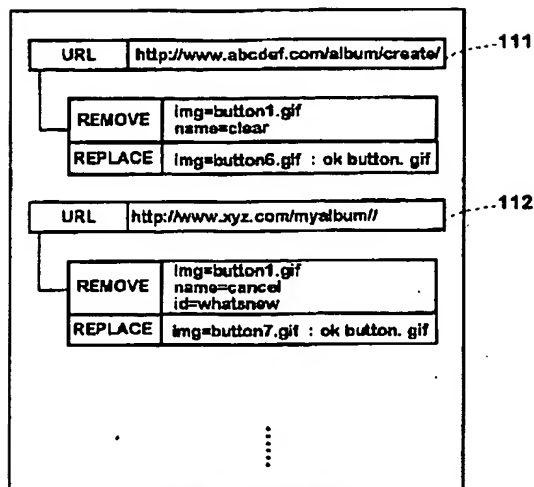 URL http://www.abcdef.com/album/create/ 111
REMOVE img=button1.gif
name=clear
REPLACE img=button6.gif : ok button. gif
URL http://www.xyz.com/myalbum// 112
REMOVE img=button1.gif
name=cancel
id=whatsnew
REPLACE img=button7.gif : ok button. gif